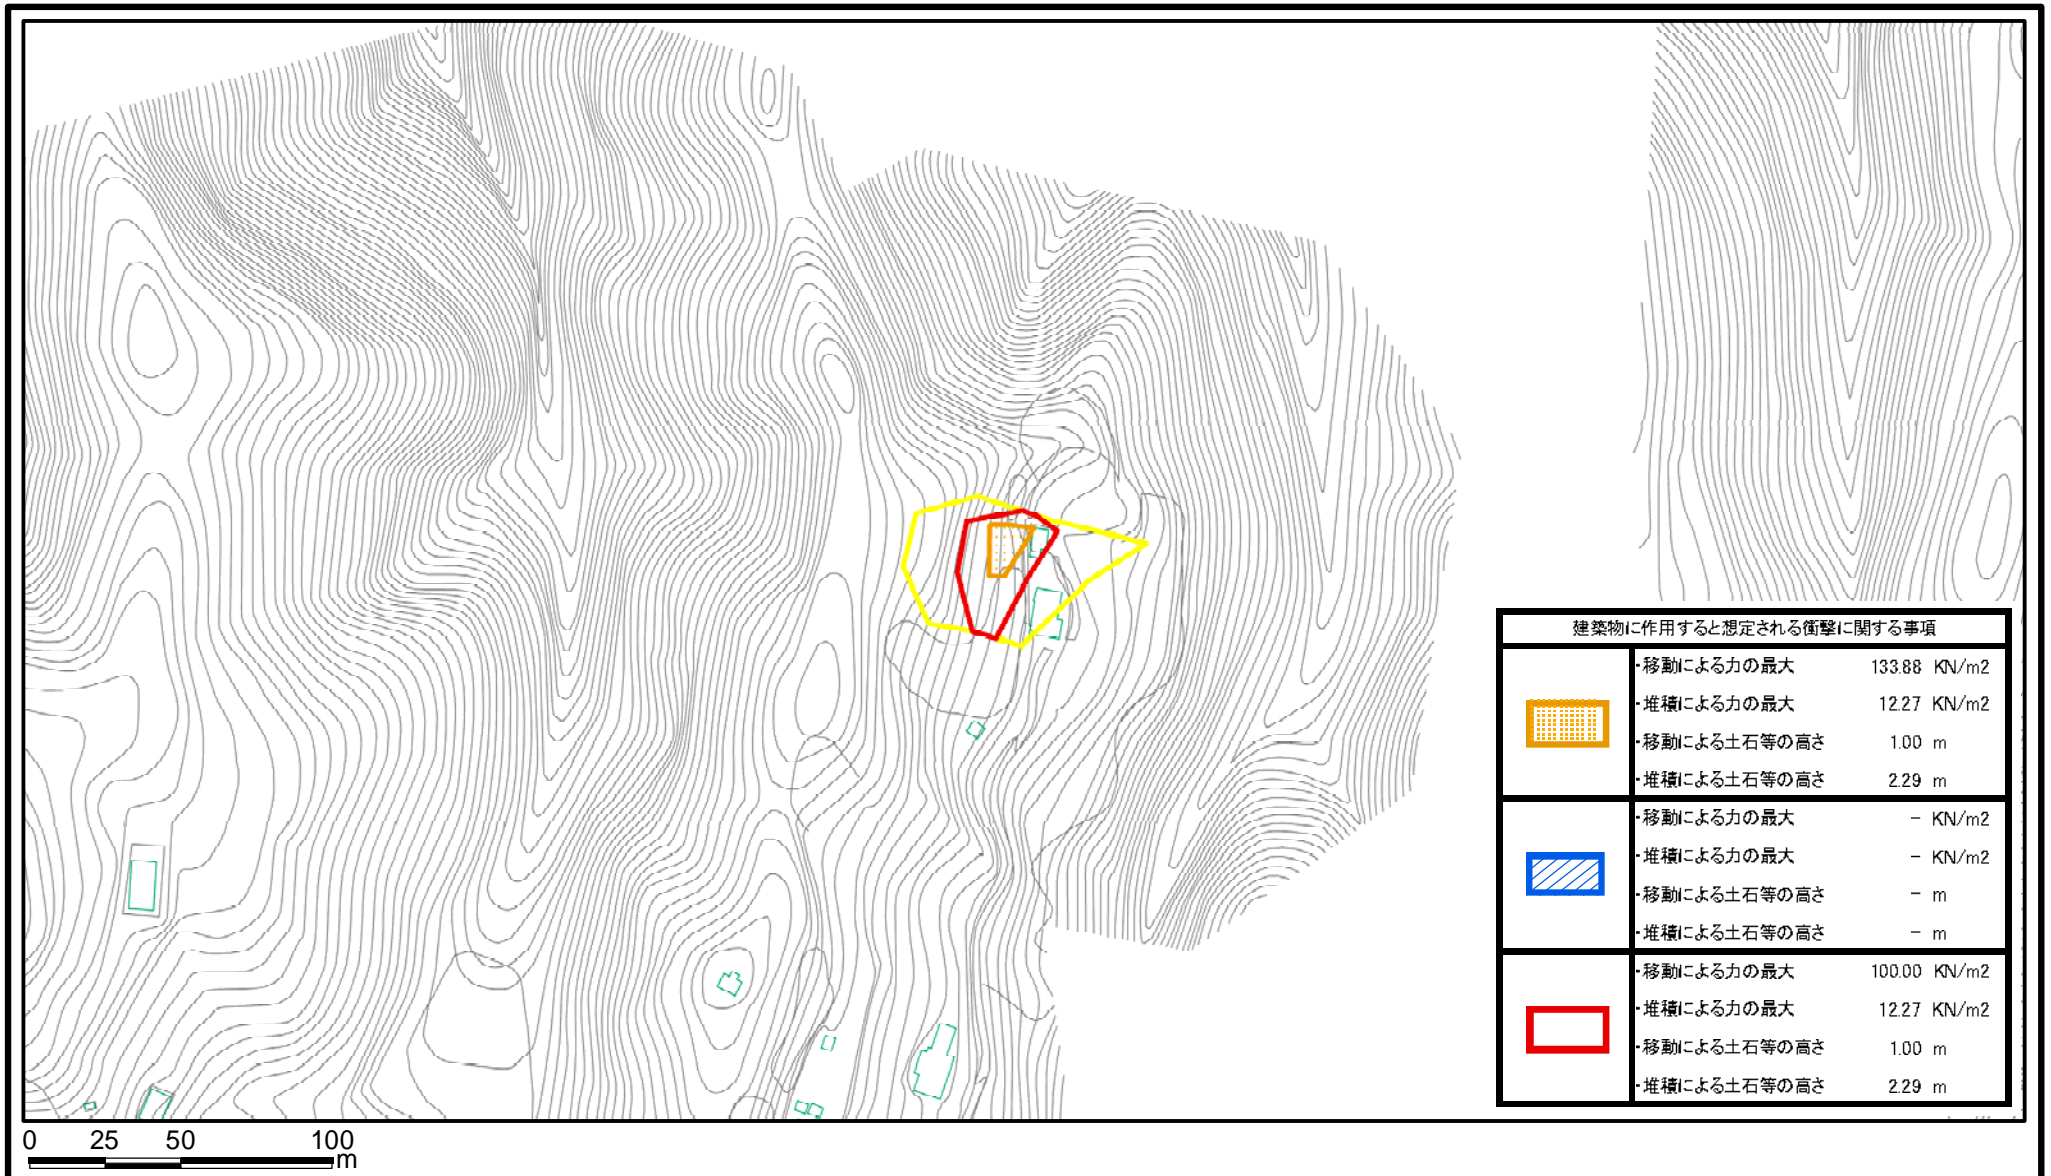 建築物に作用すると想定される衝撃に関する事項
・移動による力の最大 133.88 KN/m2
・堆積による力の最大 12.27 KN/m2
・移動による土石等の高さ 1.00 m
・堆積による土石等の高さ 2.29 m
・移動による力の最大 － KN/m2
・堆積による力の最大 － KN/m2
・移動による土石等の高さ － m
・堆積による土石等の高さ － m
・移動による力の最大 100.00 KN/m2
・堆積による力の最大 12.27 KN/m2
・移動による土石等の高さ 1.00 m
・堆積による土石等の高さ 2.29 m
0 25 50 100
m